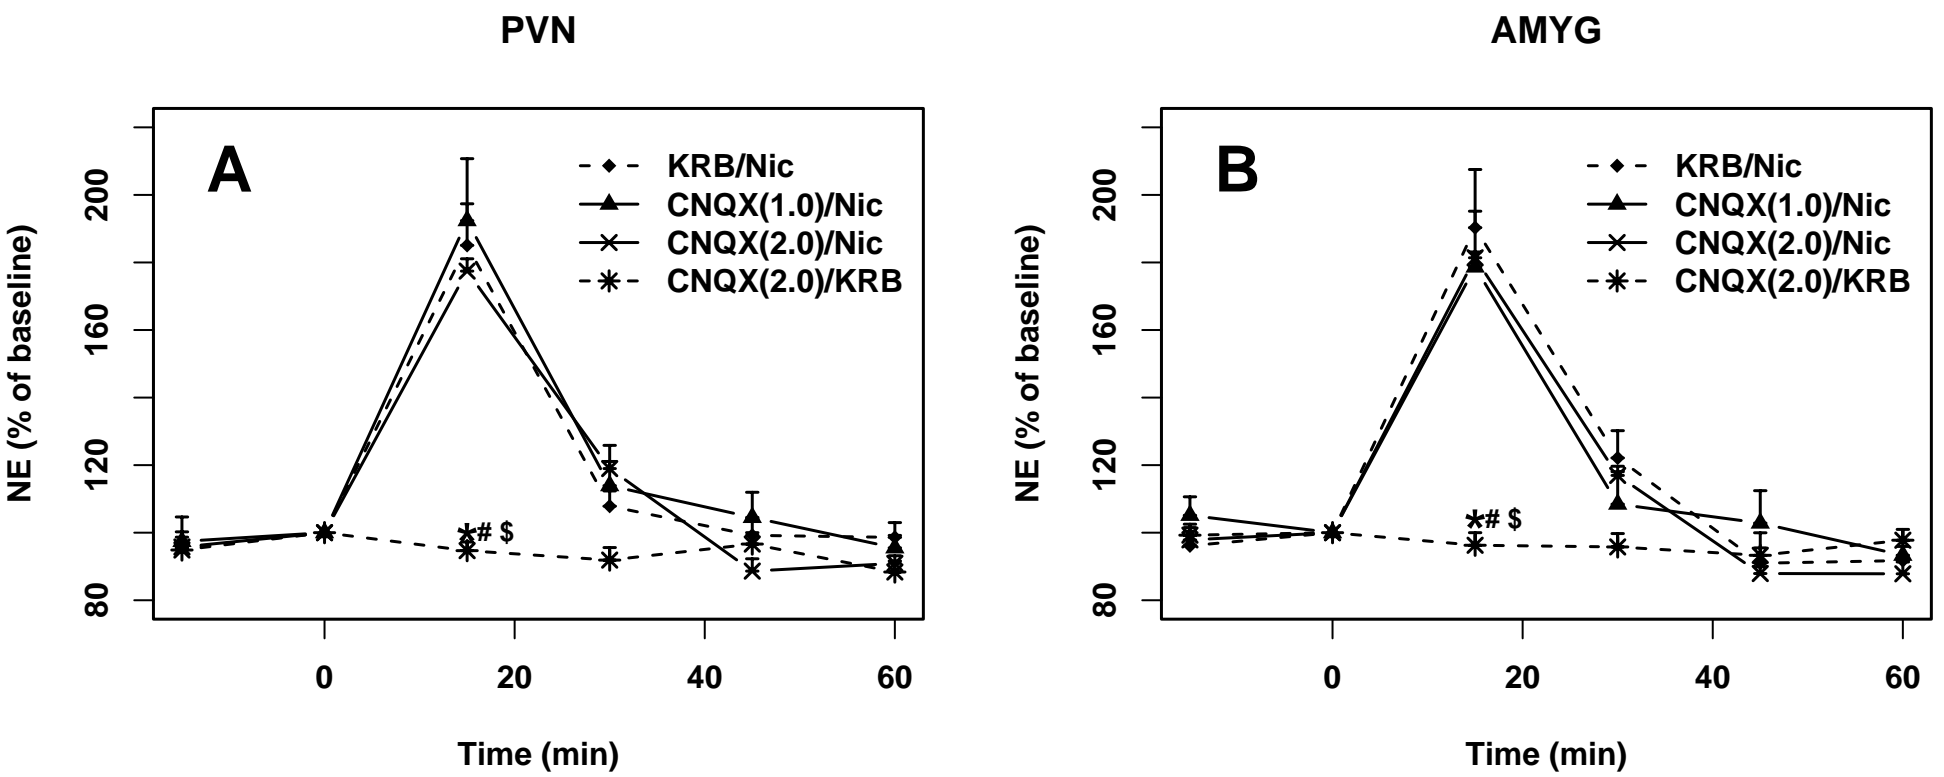 PVN
A
KRB/Nic
CNQX(1.0)/Nic
CNQX(2.0)/Nic
CNQX(2.0)/KRB
*# $
NE (% of baseline)
200
160
120
80
0 20 40 60
Time (min)
AMYG
B
KRB/Nic
CNQX(1.0)/Nic
CNQX(2.0)/Nic
CNQX(2.0)/KRB
*# $
NE (% of baseline)
200
160
120
80
0 20 40 60
Time (min)